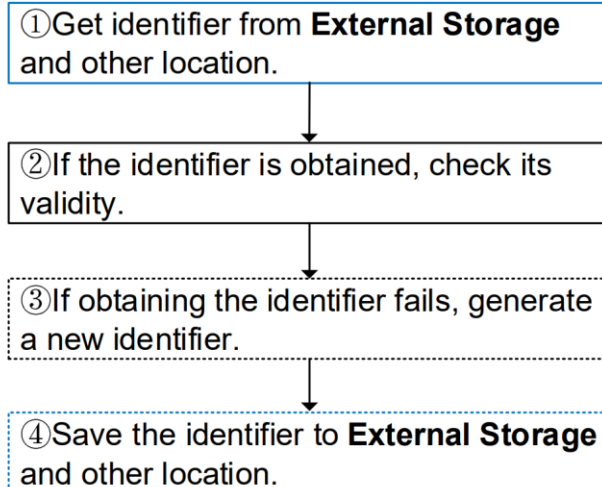 ①Get identifier from External Storage
and other location.
②If the identifier is obtained, check its
validity.
③If obtaining the identifier fails, generate
a new identifier.
④Save the identifier to External Storage
and other location.